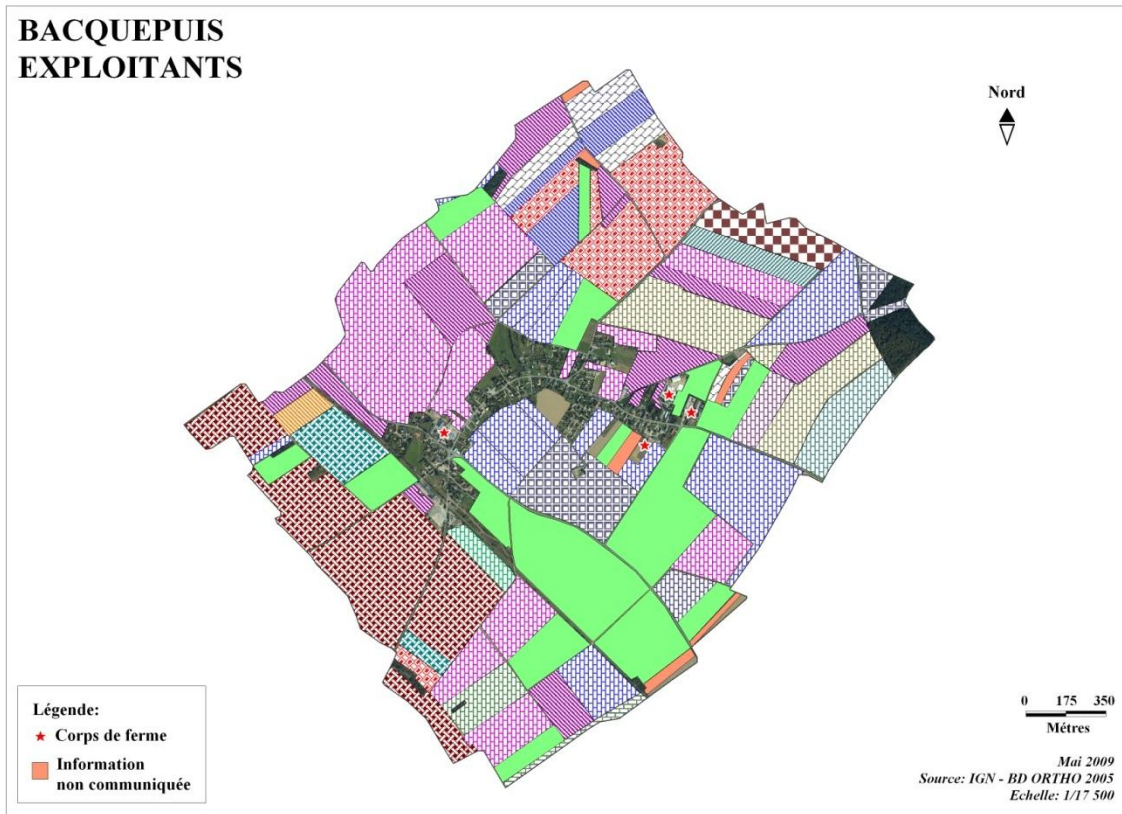 BACQUEPUIS
EXPLOITANTS
Nord
Légende:
Corps de ferme
Information
non communiquée
0 175 350
Métres
Mai 2009
Source: IGN - BD ORTHO 2005
Echelle: 1/17 500